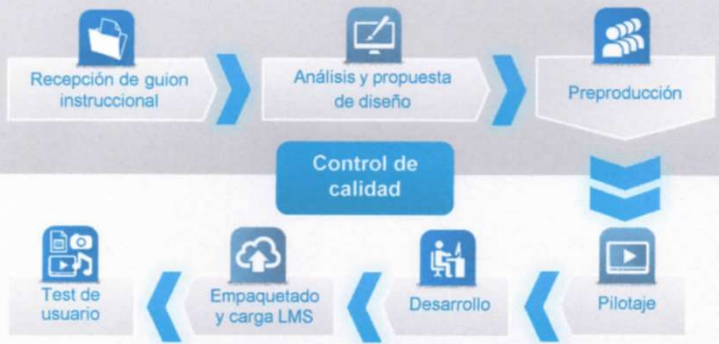 Recepción de guion
instruccional
Análisis y propuesta
de diseño
Preproducción
Control de
calidad
Test de
usuario
Empaquetado
y carga LMS
Desarrollo
Pilotaje